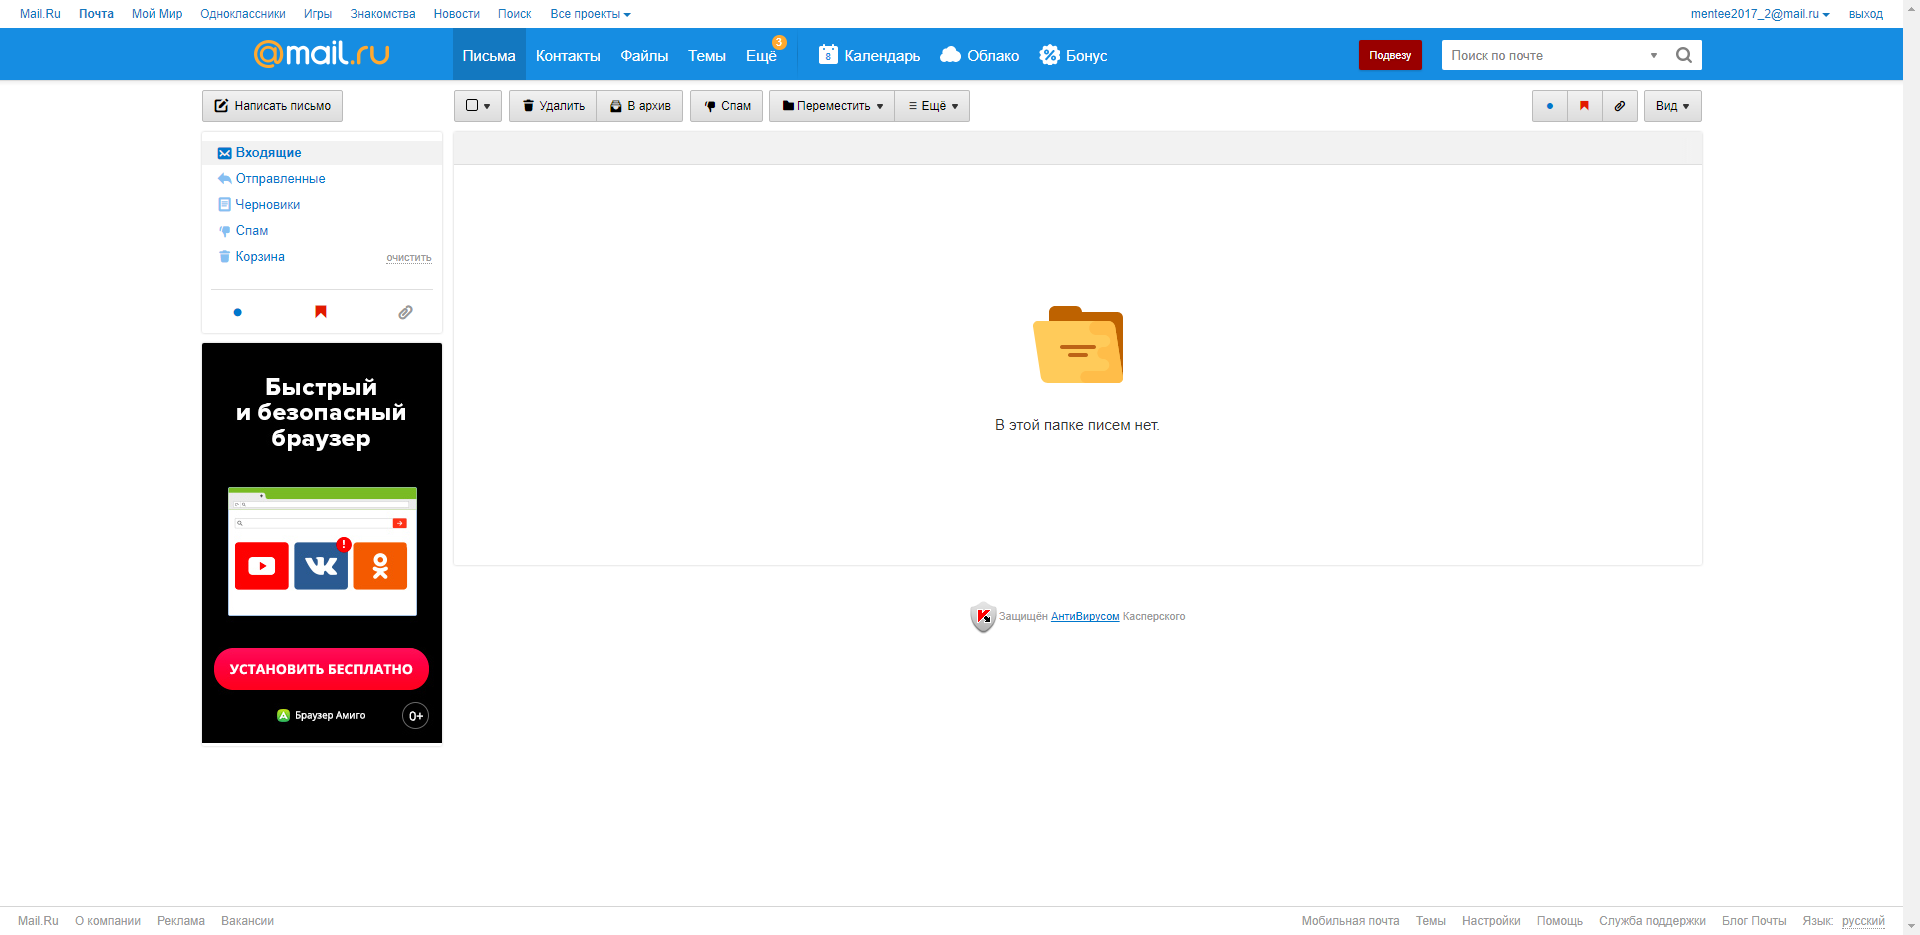 Mail.Ru Почта Мой Мир Одноклассники Игры Знакомства Новости Поиск Все проекты mentee2017_2@mail.ru выход
@mail.ru Письма Контакты Файлы Темы Ещё 3 8 Календарь Облако Бонус Подвезу Поиск по почте
Написать письмо Удалить В архив Спам Переместить Ещё Вид
Входящие
Отправленные
Черновики
Спам
Корзина очистить
Быстрый
и безопасный
браузер
УСТАНОВИТЬ БЕСПЛАТНО
Браузер Амиго 0+
В этой папке писем нет.
Защищён АнтиВирусом Касперского
Mail.Ru О компании Реклама Вакансии Мобильная почта Темы Настройки Помощь Служба поддержки Блог Почты Язык: русский